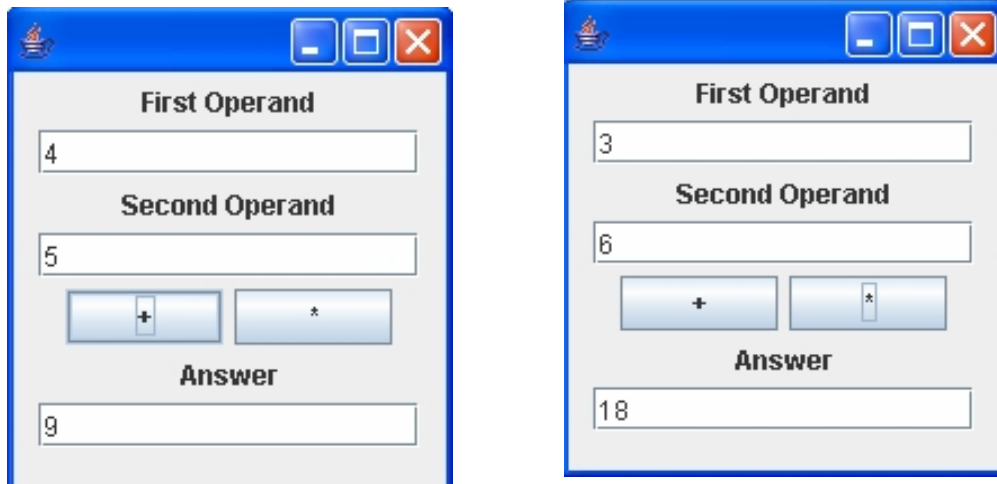 First Operand
4
Second Operand
5
+ *
Answer
9
First Operand
3
Second Operand
6
+ *
Answer
18